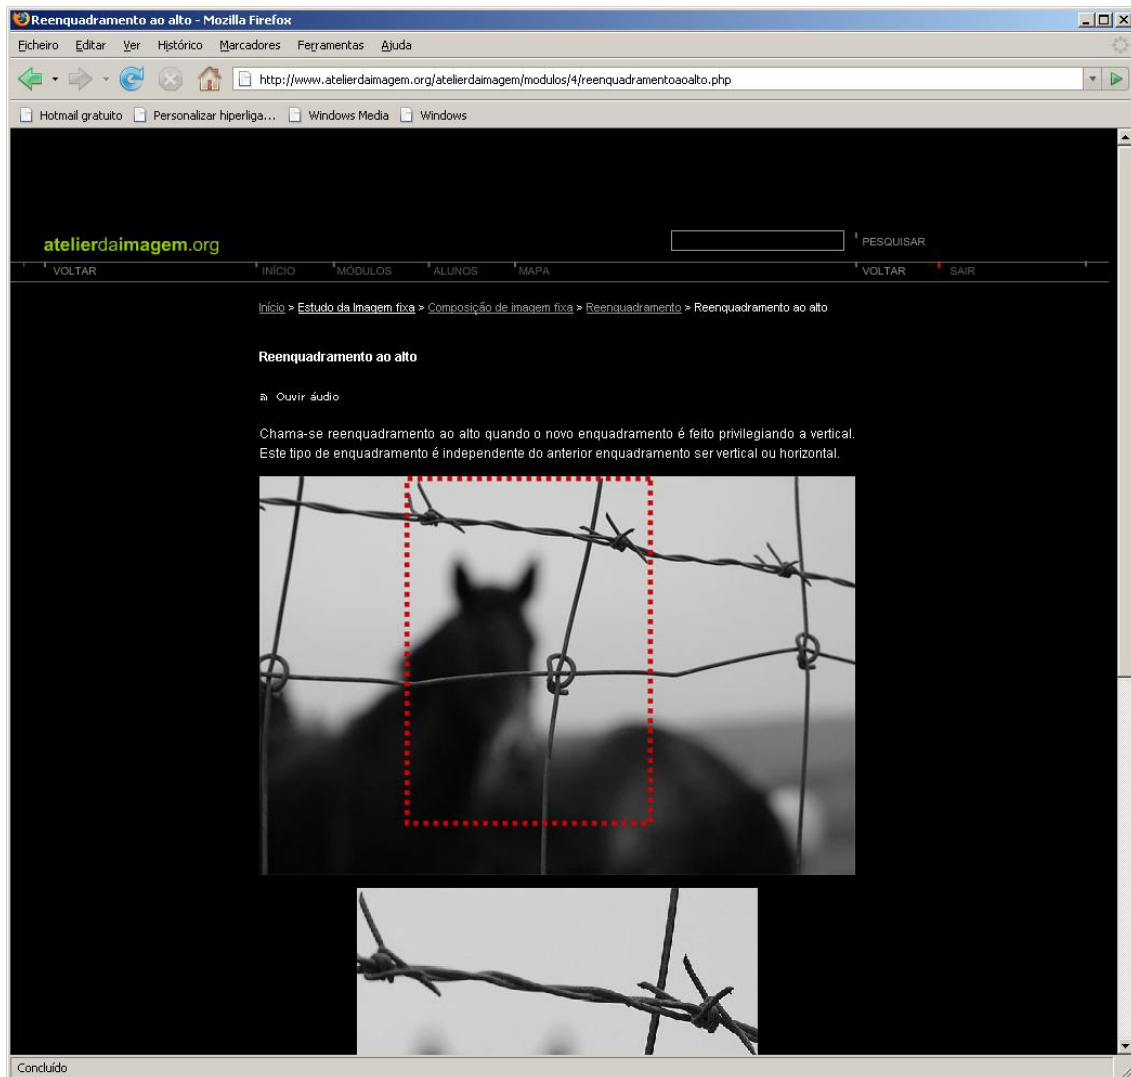 Reenquadramento ao alto - Mozilla Firefox
Ficheiro Editar Ver Histórico Marcadores Ferramentas Ajuda
http://www.atelierdaimagem.org/atelierdaimagem/modulos/4/reenquadramentoaoalto.php
Hotmail gratuito Personalizar hiperliga... Windows Media Windows
atelierdaimagem.org PESQUISAR
VOLTAR INÍCIO MÓDULOS ALUNOS MAPA VOLTAR SAIR
Início > Estudo da Imagem fixa > Composição de imagem fixa > Reenquadramento > Reenquadramento ao alto
Reenquadramento ao alto
Ouvir áudio
Chama-se reenquadramento ao alto quando o novo enquadramento é feito privilegiando a vertical.
Este tipo de enquadramento é independente do anterior enquadramento ser vertical ou horizontal.
Concluído